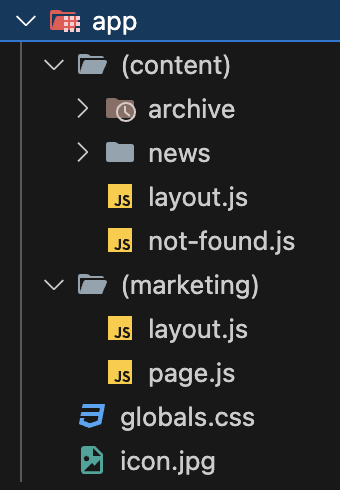 app
(content)
archive
news
JS layout.js
JS not-found.js
(marketing)
JS layout.js
JS page.js
globals.css
icon.jpg